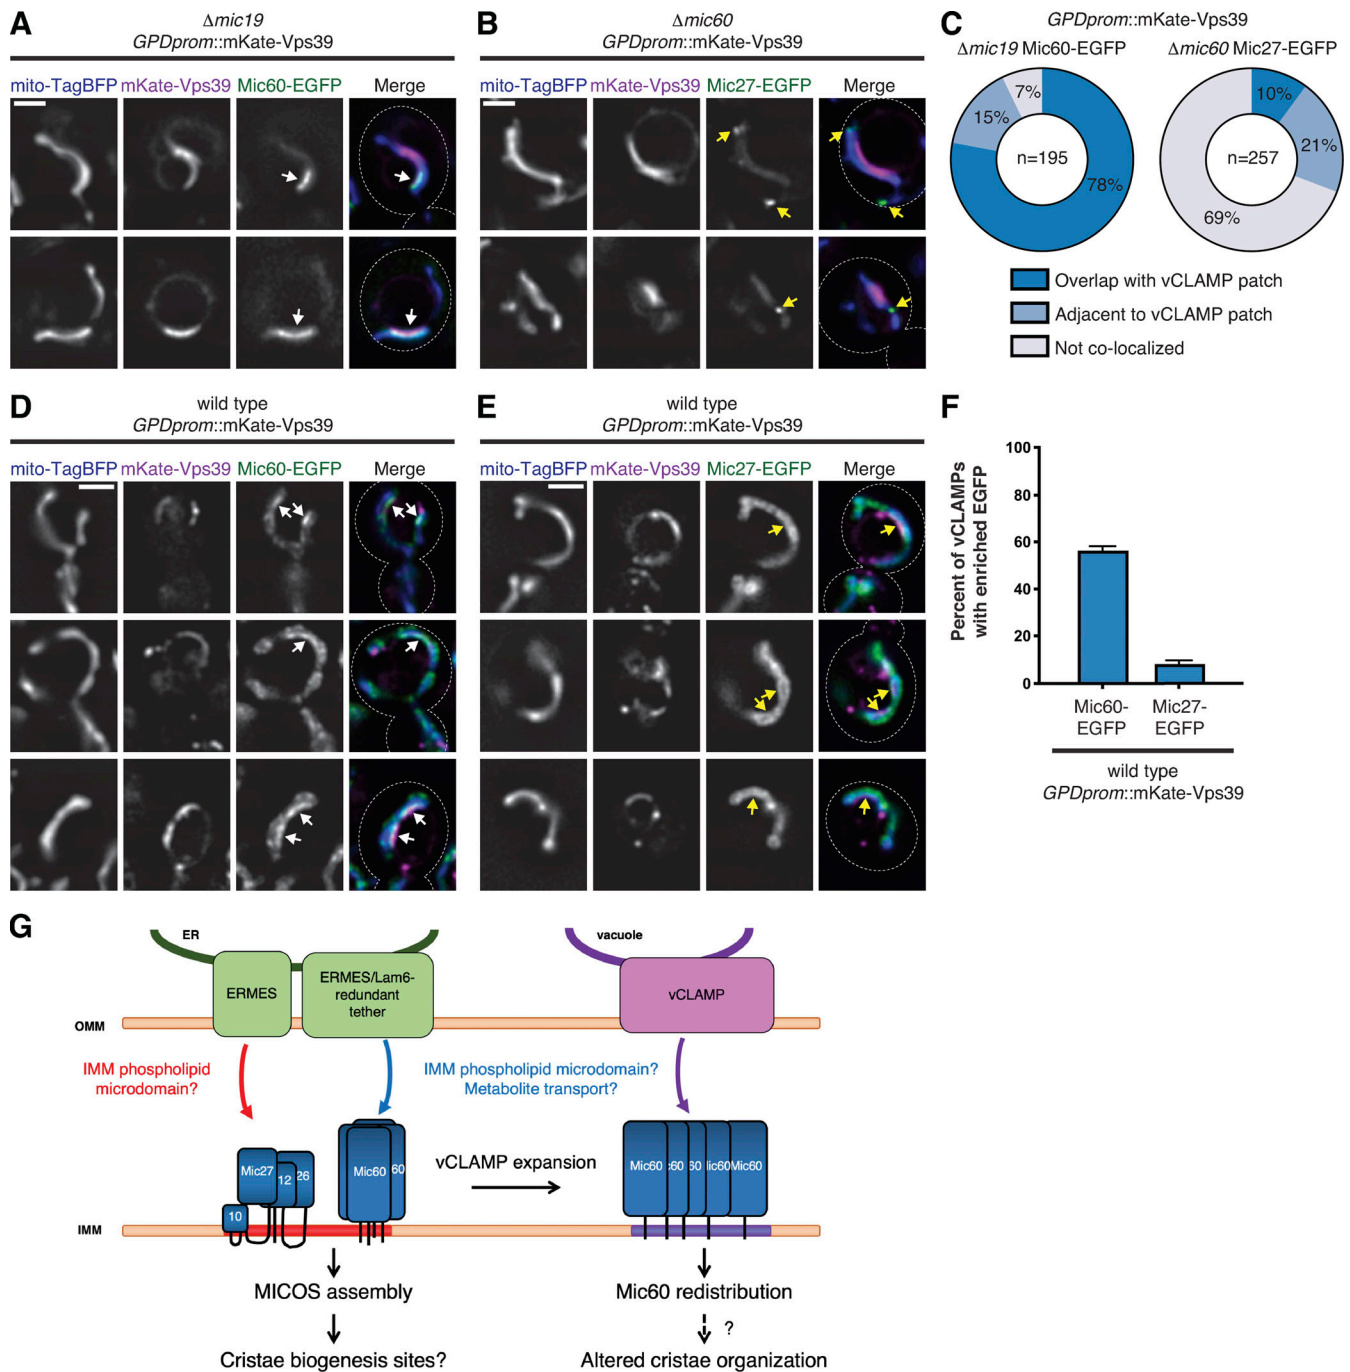 A
Δmic19
GPDprom::mKate-Vps39
mito-TagBFP mKate-Vps39 Mic60-EGFP Merge
B
Δmic60
GPDprom::mKate-Vps39
mito-TagBFP mKate-Vps39 Mic27-EGFP Merge
C
GPDprom::mKate-Vps39
Δmic19 Mic60-EGFP Δmic60 Mic27-EGFP
7%
15%
n=195
78%
10%
21%
n=257
69%
Overlap with vCLAMP patch
Adjacent to vCLAMP patch
Not co-localized
D
wild type
GPDprom::mKate-Vps39
mito-TagBFP mKate-Vps39 Mic60-EGFP Merge
E
wild type
GPDprom::mKate-Vps39
mito-TagBFP mKate-Vps39 Mic27-EGFP Merge
F
Percent of vCLAMPs
with enriched EGFP
100
80
60
40
20
0
Mic60-
EGFP
Mic27-
EGFP
wild type
GPDprom::mKate-Vps39
G
ER
vacuole
ERMES
ERMES/Lam6-
redundant
tether
vCLAMP
OMM
IMM phospholipid
microdomain?
IMM phospholipid microdomain?
Metabolite transport?
Mic27
12
26
10
Mic60
60
vCLAMP expansion
Mic60 :60 60 lic60 Mic60
IMM
MICOS assembly
Mic60 redistribution
?
Cristae biogenesis sites?
Altered cristae organization